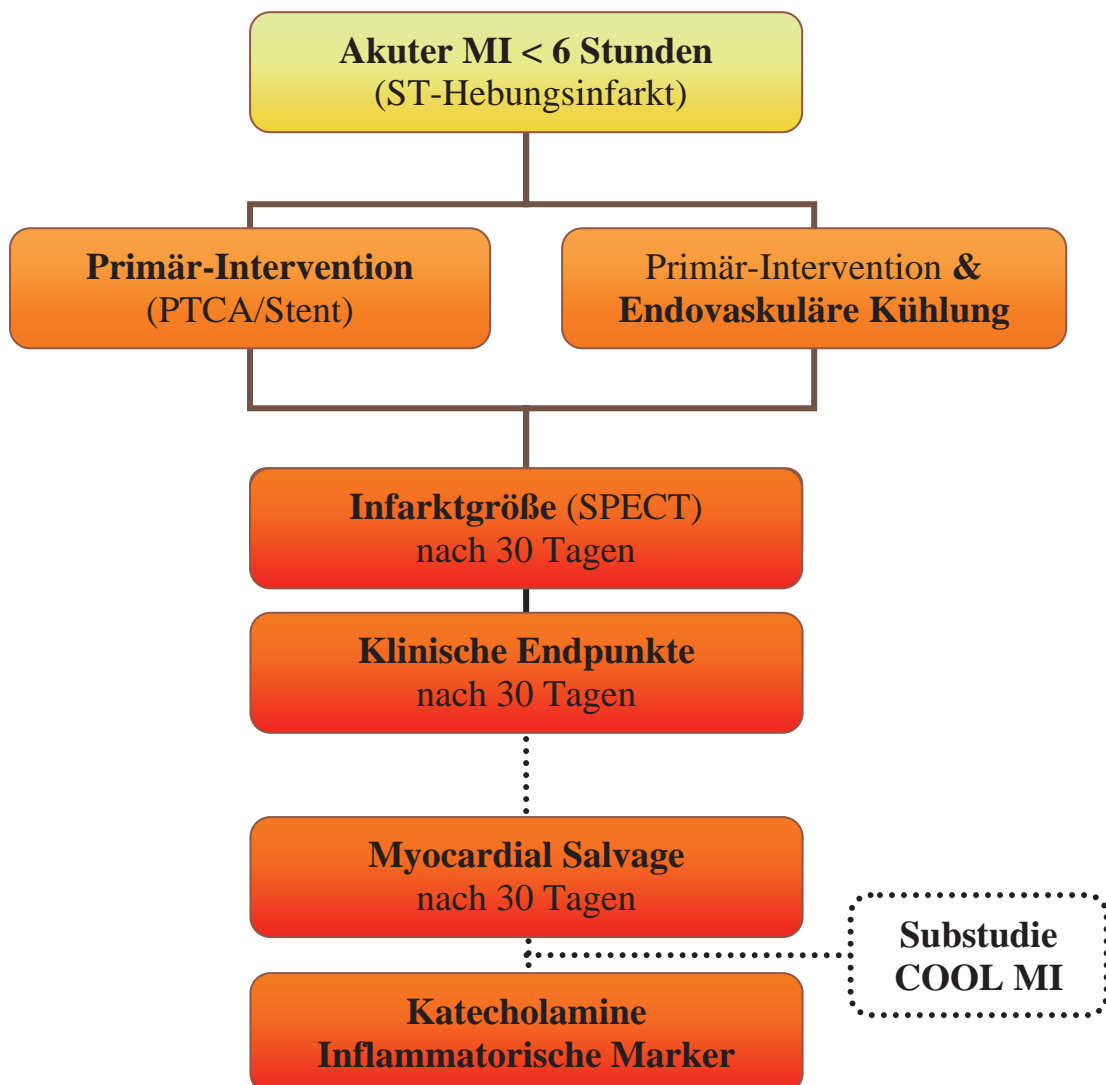 Akuter MI < 6 Stunden
(ST-Hebungsinfarkt)
Primär-Intervention
(PTCA/Stent)
Primär-Intervention &
Endovaskuläre Kühlung
Infarktgröße (SPECT)
nach 30 Tagen
Klinische Endpunkte
nach 30 Tagen
Myocardial Salvage
nach 30 Tagen
Substudie
COOL MI
Katecholamine
Inflammatorische Marker